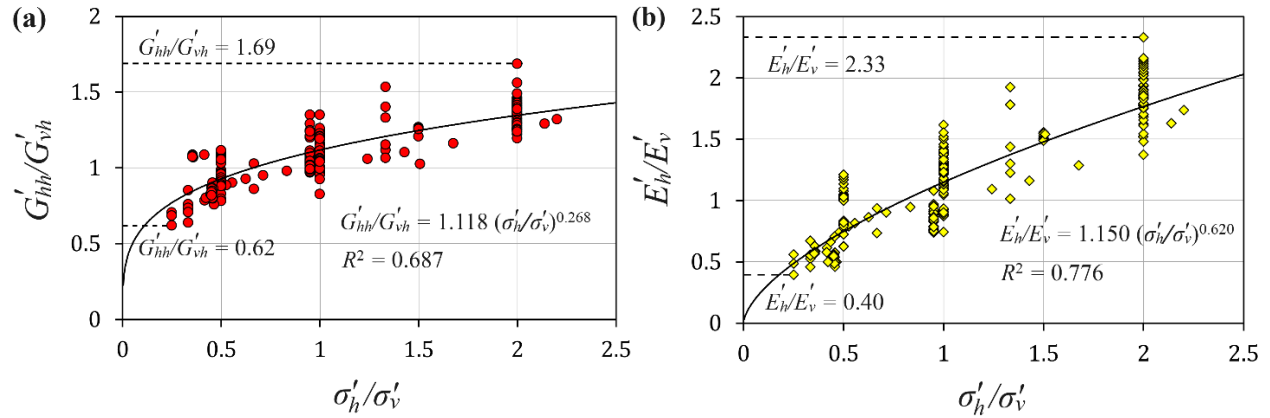 (a)
2
G'hh/G'vh = 1.69
1.5
1
G'hh/G'vh
G'hh/G'vh = 1.118 (σ'h/σ'v)^0.268
0.5
G'hh/G'vh = 0.62
R² = 0.687
0
0 0.5 1 1.5 2 2.5
σ'h/σ'v
(b)
2.5
E'h/E'v = 2.33
2
1.5
E'h/E'v
1
E'h/E'v = 1.150 (σ'h/σ'v)^0.620
0.5
R² = 0.776
E'h/E'v = 0.40
0
0 0.5 1 1.5 2 2.5
σ'h/σ'v